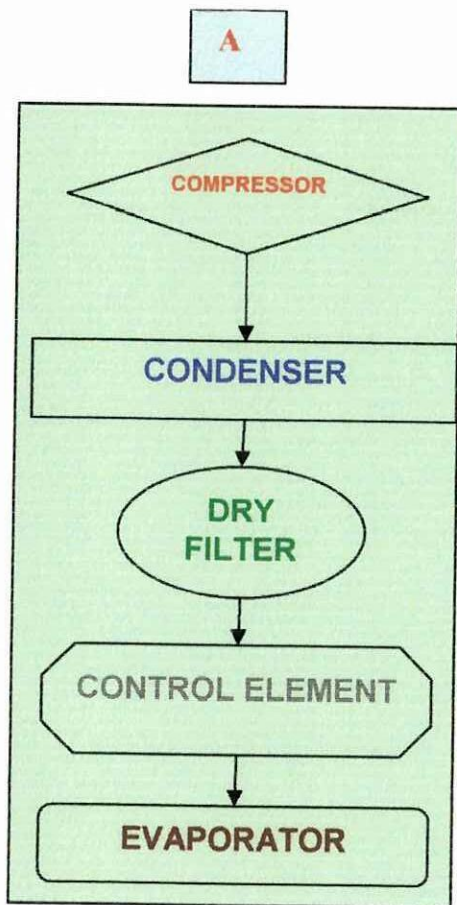 A
COMPRESSOR
CONDENSER
DRY
FILTER
CONTROL ELEMENT
EVAPORATOR